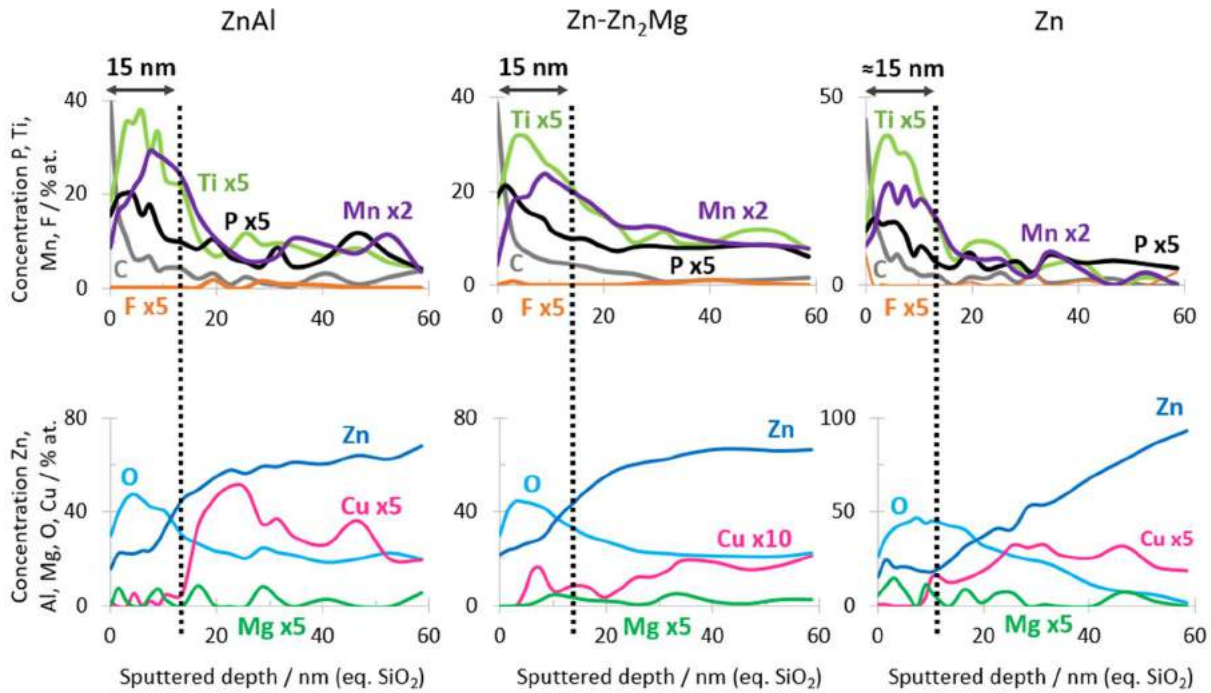 ZnAl Zn-Zn₂Mg Zn
15 nm 15 nm ≈15 nm
Concentration P, Ti,
Mn, F / % at.
40
20
0
Ti x5
P x5
Mn x2
C
F x5
0 20 40 60
40
20
0
Ti x5
Mn x2
P x5
C
F x5
0 20 40 60
50
0
Ti x5
Mn x2
P x5
C
F x5
0 20 40 60
Concentration Zn,
Al, Mg, O, Cu / % at.
80
40
0
Zn
O
Cu x5
Mg x5
0 20 40 60
Sputtered depth / nm (eq. SiO₂)
80
40
0
Zn
O
Cu x10
Mg x5
0 20 40 60
Sputtered depth / nm (eq. SiO₂)
100
50
0
Zn
O
Cu x5
Mg x5
0 20 40 60
Sputtered depth / nm (eq. SiO₂)